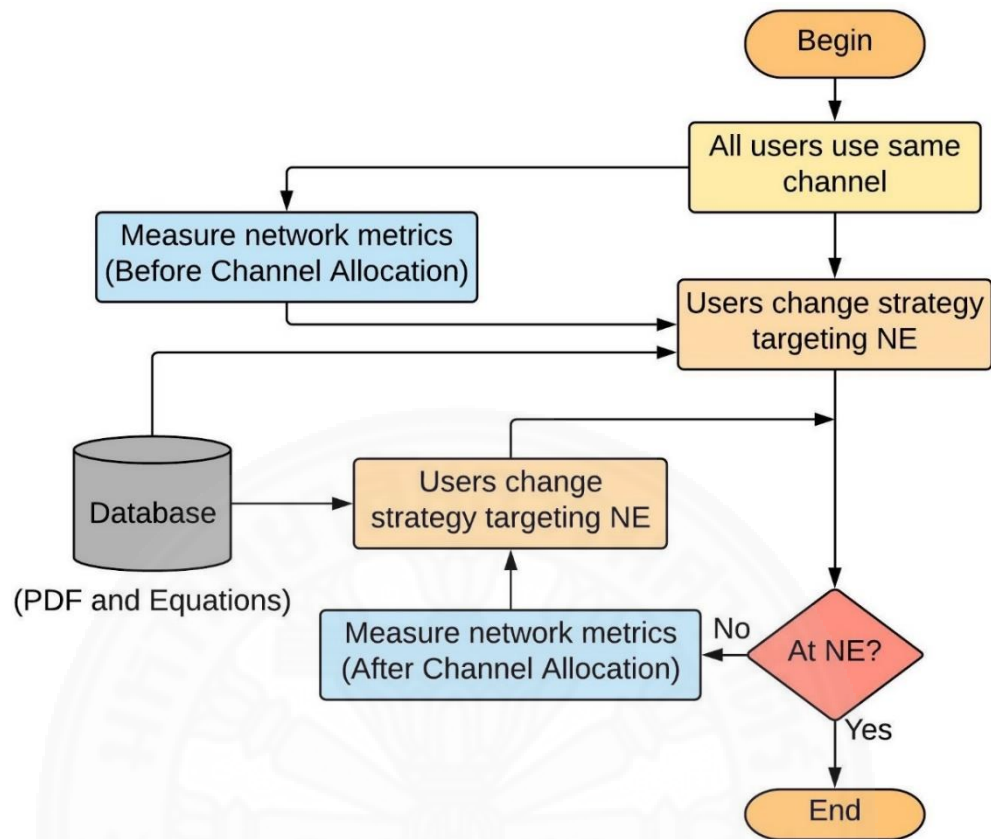 Begin
All users use same
channel
Measure network metrics
(Before Channel Allocation)
Users change strategy
targeting NE
Users change
strategy targeting NE
Database
(PDF and Equations)
Measure network metrics
(After Channel Allocation)
No
At NE?
Yes
End